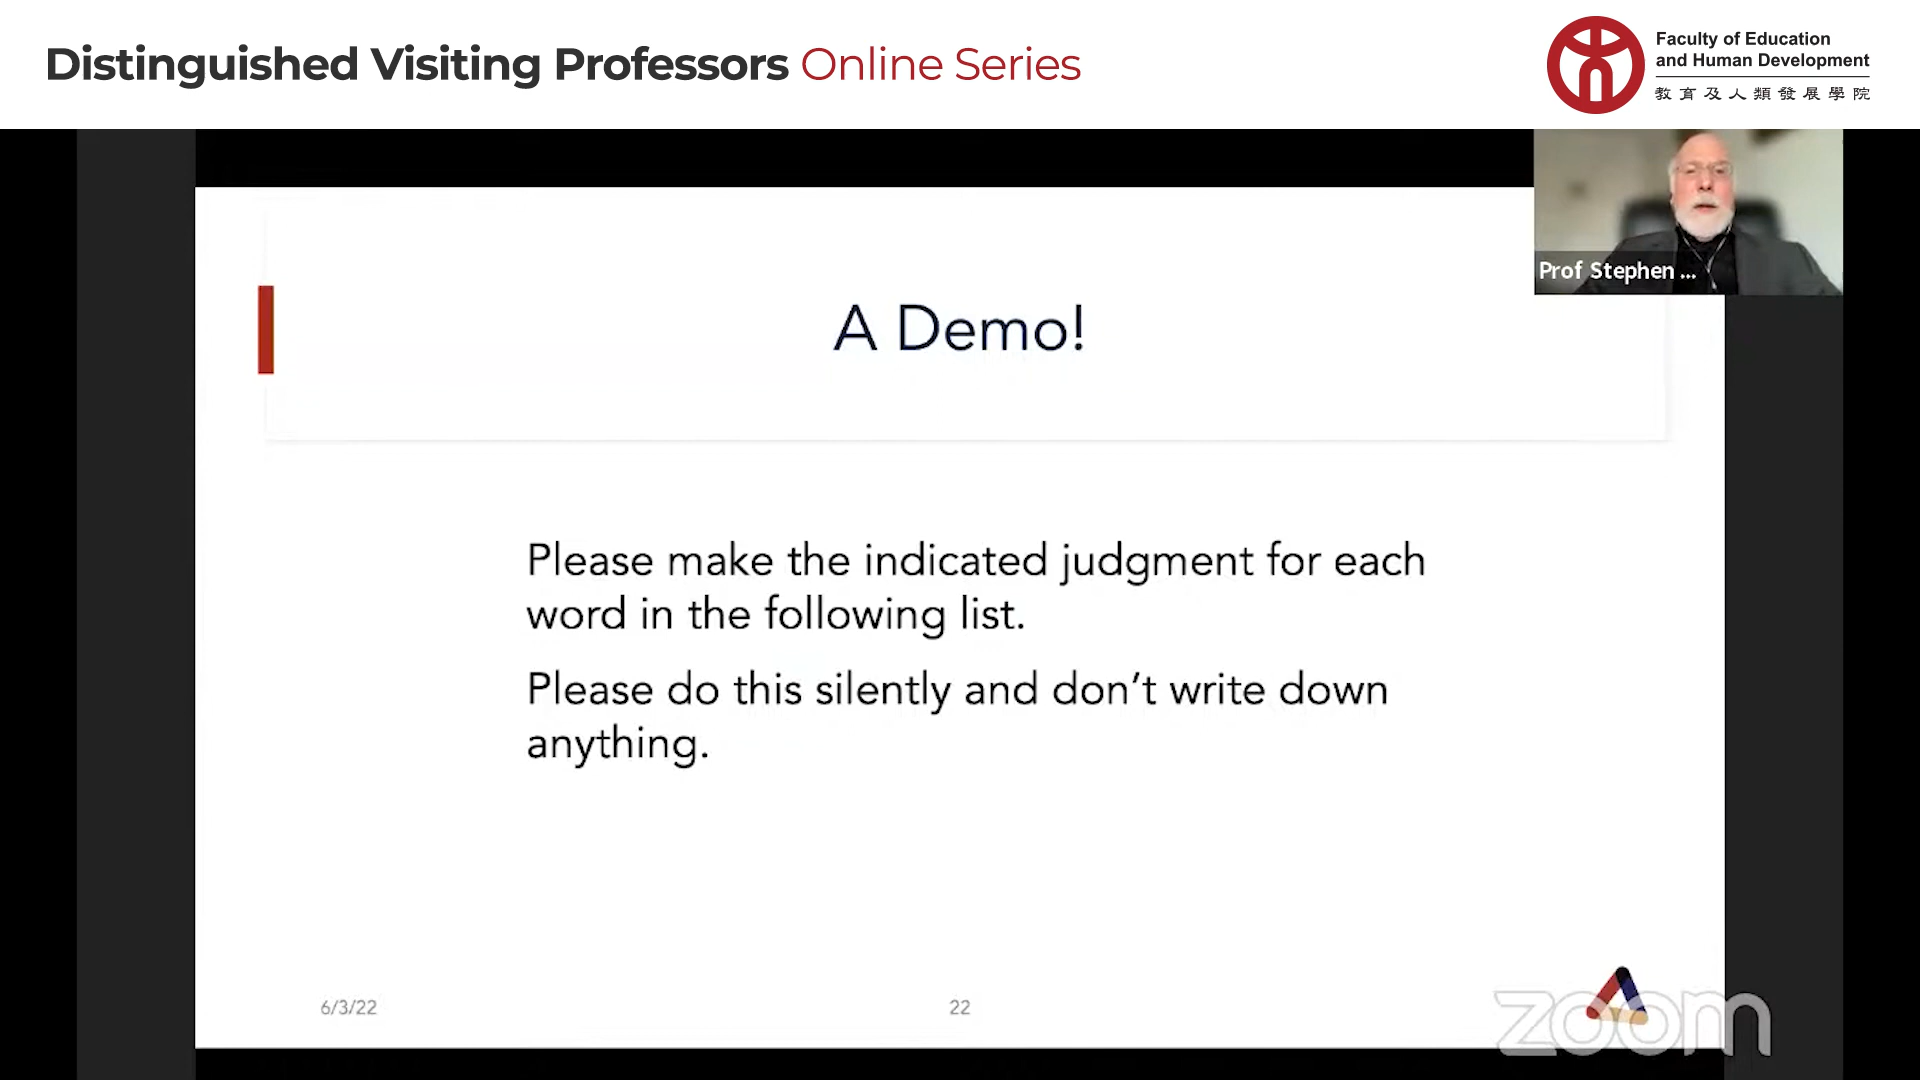 Distinguished Visiting Professors Online Series
Faculty of Education
and Human Development
教育及人類發展學院
Prof Stephen ...
A Demo!
Please make the indicated judgment for each
word in the following list.
Please do this silently and don’t write down
anything.
6/3/22
22
zoom